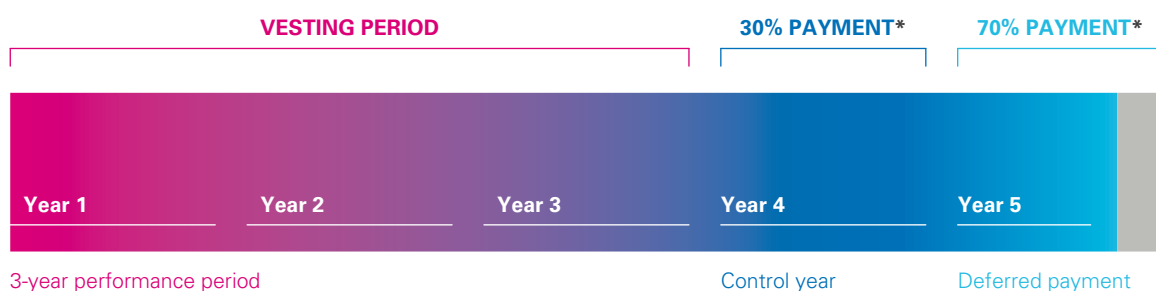 VESTING PERIOD 30% PAYMENT* 70% PAYMENT*
Year 1 Year 2 Year 3 Year 4 Year 5
3-year performance period Control year Deferred payment